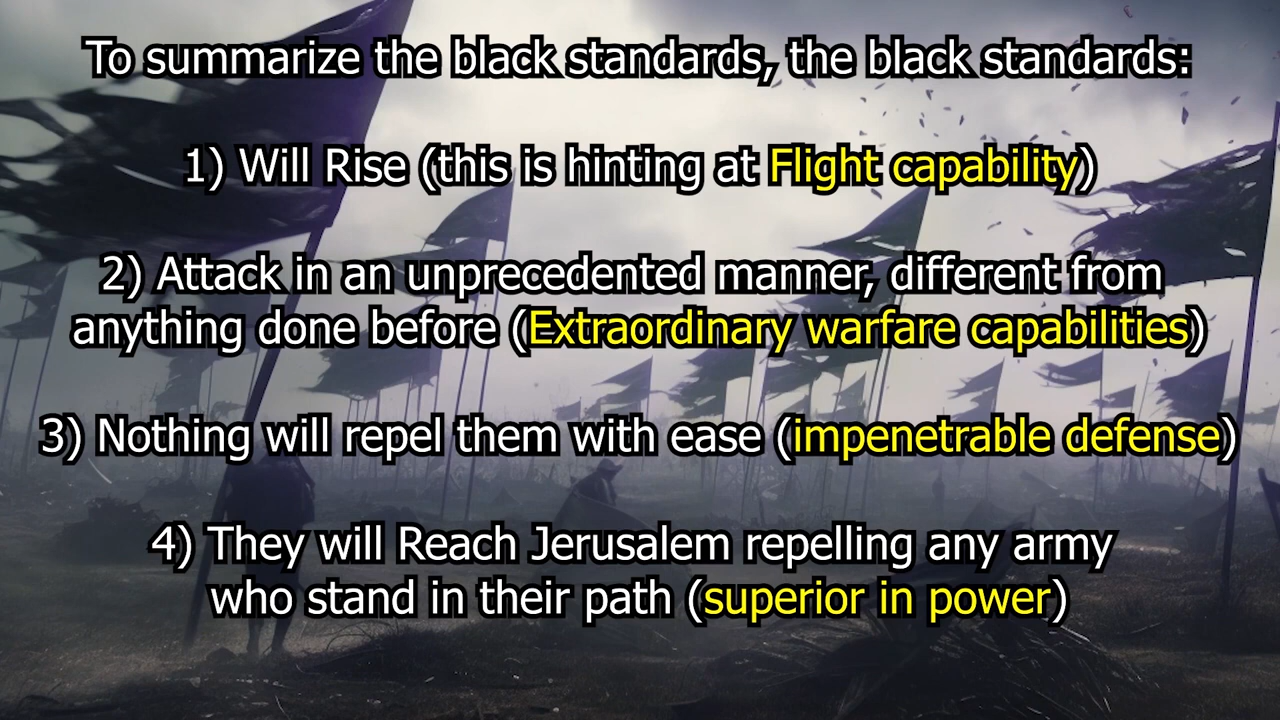 To summarize the black standards, the black standards:
1) Will Rise (this is hinting at Flight capability)
2) Attack in an unprecedented manner, different from
anything done before (Extraordinary warfare capabilities)
3) Nothing will repel them with ease (impenetrable defense)
4) They will Reach Jerusalem repelling any army
who stand in their path (superior in power)